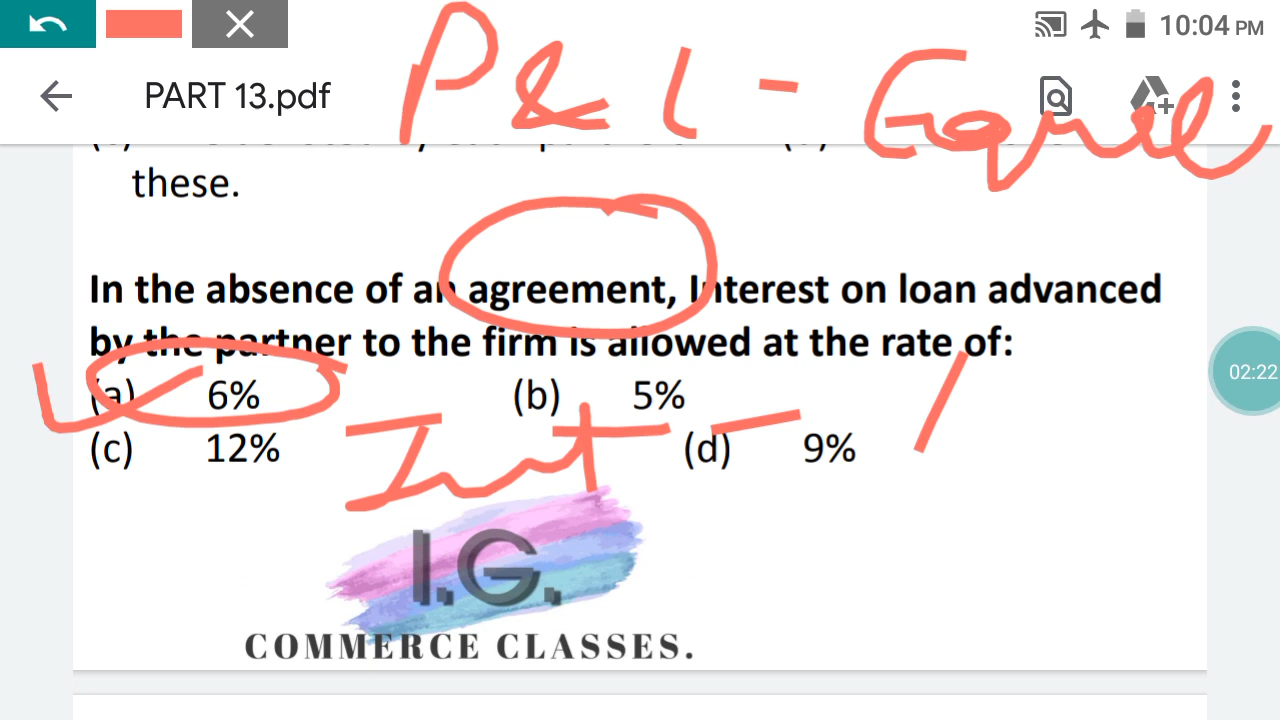 10:04 PM
PART 13.pdf
P&L - Equal
these.
In the absence of an agreement, Interest on loan advanced
by the partner to the firm is allowed at the rate of:
(a) 6% (b) 5%
(c) 12% (d) 9%
Int
I.G.
COMMERCE CLASSES.
02:22